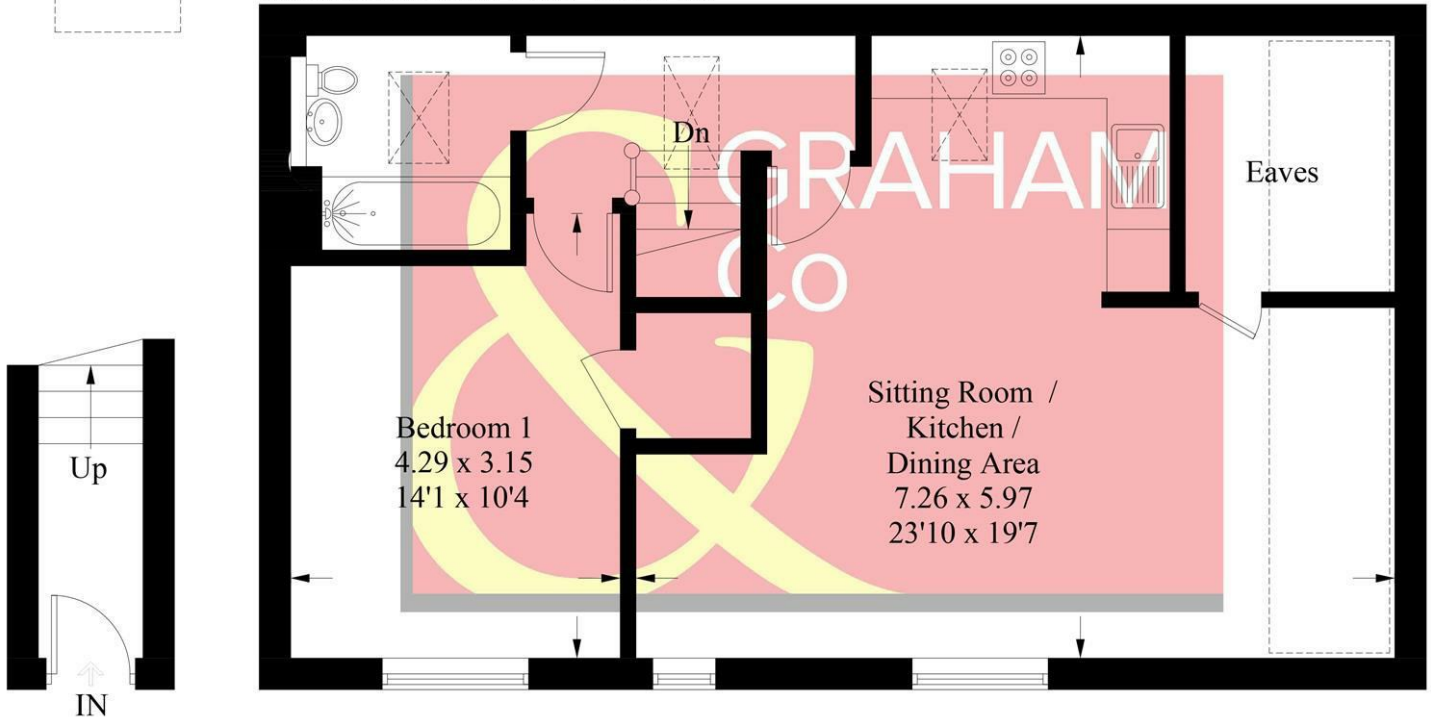 Dn
GRAHAM
&
Co
Eaves
Bedroom 1
4.29 x 3.15
14'1 x 10'4
Sitting Room /
Kitchen /
Dining Area
7.26 x 5.97
23'10 x 19'7
Up
IN